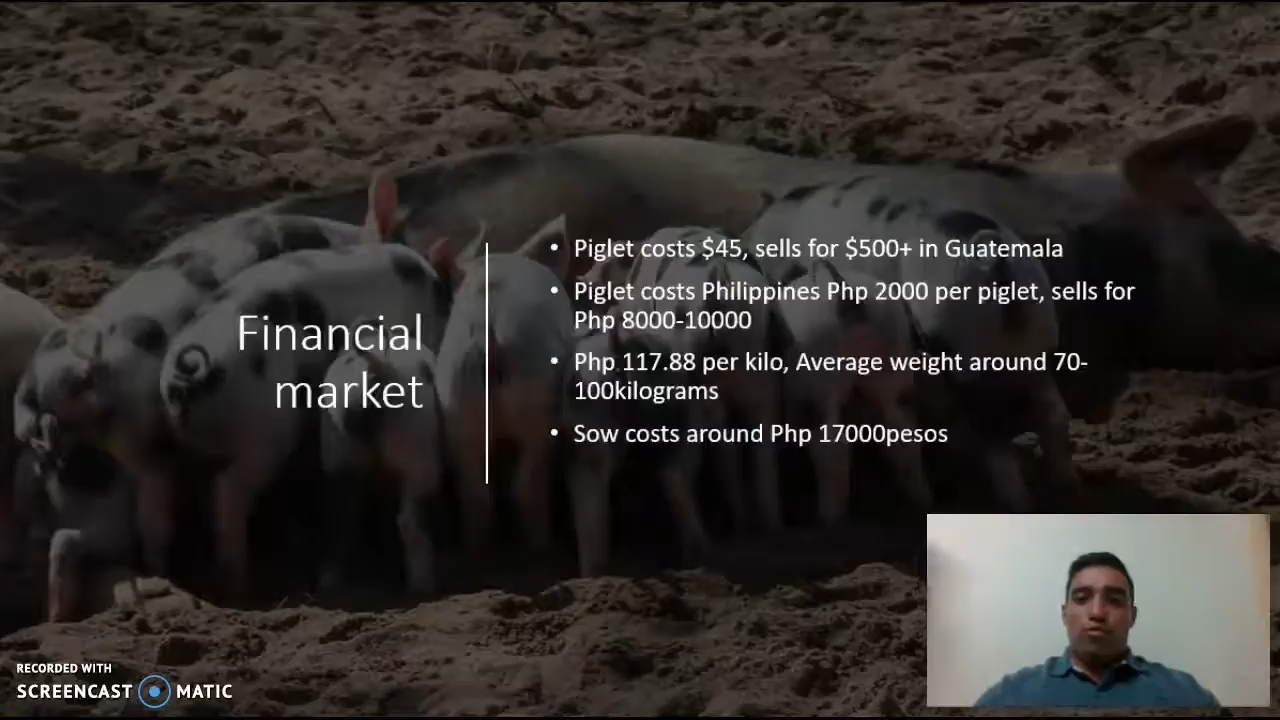 Financial
market
• Piglet costs $45, sells for $500+ in Guatemala
• Piglet costs Philippines Php 2000 per piglet, sells for
Php 8000-10000
• Php 117.88 per kilo, Average weight around 70-
100kilograms
• Sow costs around Php 17000pesos
RECORDED WITH
SCREENCAST MATIC